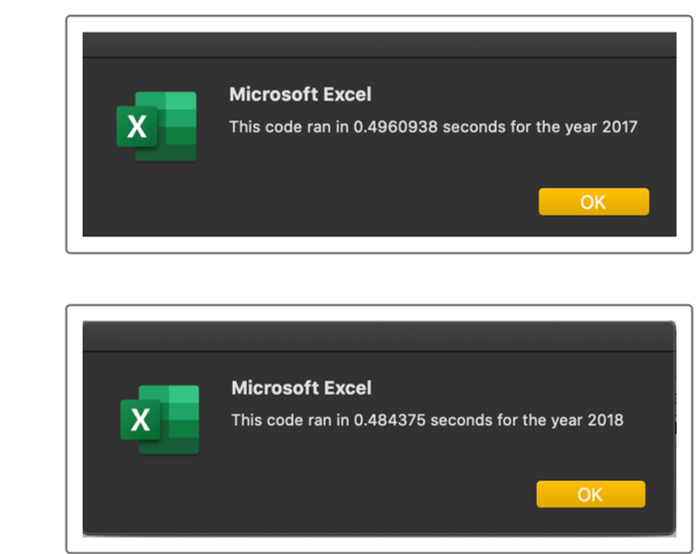 Microsoft Excel
X
This code ran in 0.4960938 seconds for the year 2017
OK
Microsoft Excel
X
This code ran in 0.484375 seconds for the year 2018
OK